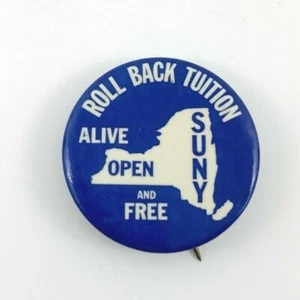 ROLL BACK TUITION
ALIVE
OPEN
AND
FREE
SUNY